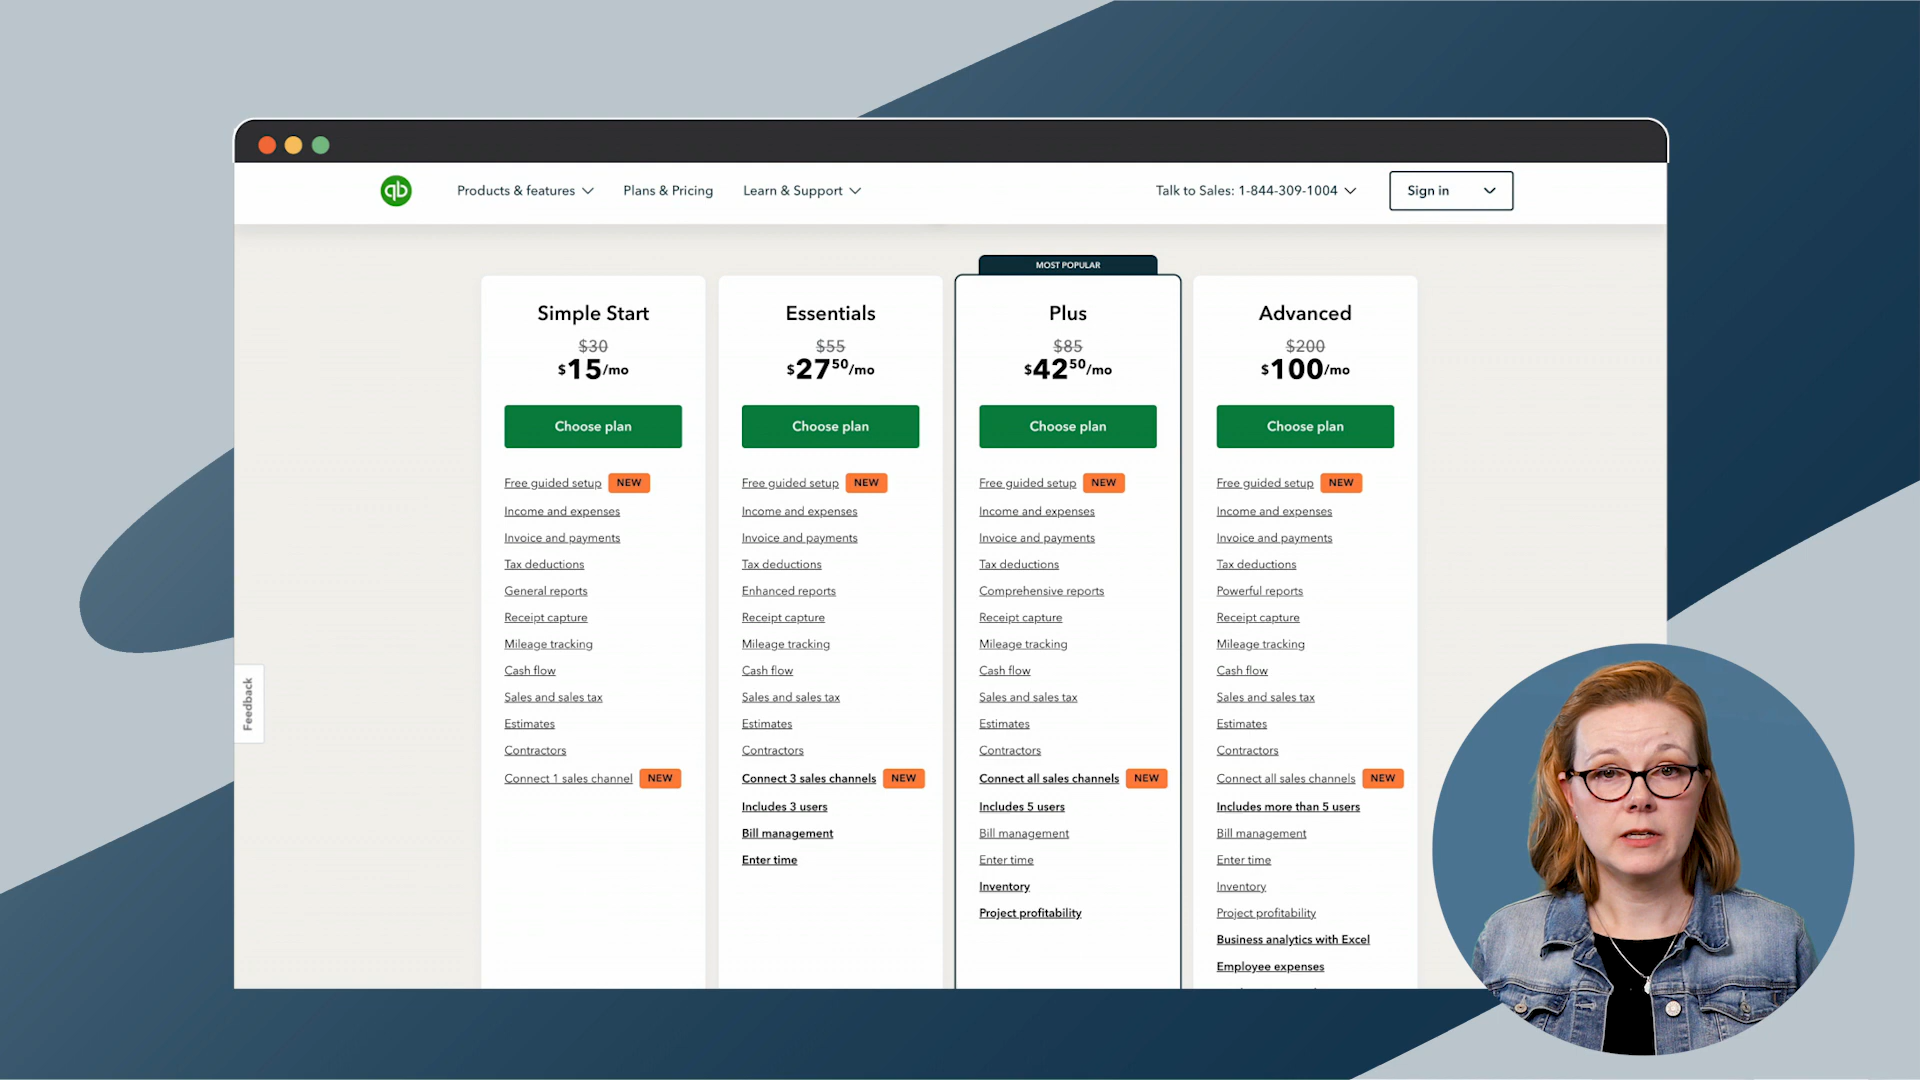 qb
Products & features
Plans & Pricing
Learn & Support
Talk to Sales: 1-844-309-1004
Sign in
MOST POPULAR
Simple Start
$30
$15/mo
Choose plan
Free guided setup NEW
Income and expenses
Invoice and payments
Tax deductions
General reports
Receipt capture
Mileage tracking
Cash flow
Sales and sales tax
Estimates
Contractors
Connect 1 sales channel NEW
Essentials
$55
$2750/mo
Choose plan
Free guided setup NEW
Income and expenses
Invoice and payments
Tax deductions
Enhanced reports
Receipt capture
Mileage tracking
Cash flow
Sales and sales tax
Estimates
Contractors
Connect 3 sales channels NEW
Includes 3 users
Bill management
Enter time
Plus
$85
$4250/mo
Choose plan
Free guided setup NEW
Income and expenses
Invoice and payments
Tax deductions
Comprehensive reports
Receipt capture
Mileage tracking
Cash flow
Sales and sales tax
Estimates
Contractors
Connect all sales channels NEW
Includes 5 users
Bill management
Enter time
Inventory
Project profitability
Advanced
$200
$100/mo
Choose plan
Free guided setup NEW
Income and expenses
Invoice and payments
Tax deductions
Powerful reports
Receipt capture
Mileage tracking
Cash flow
Sales and sales tax
Estimates
Contractors
Connect all sales channels NEW
Includes more than 5 users
Bill management
Enter time
Inventory
Project profitability
Business analytics with Excel
Employee expenses
Feedback